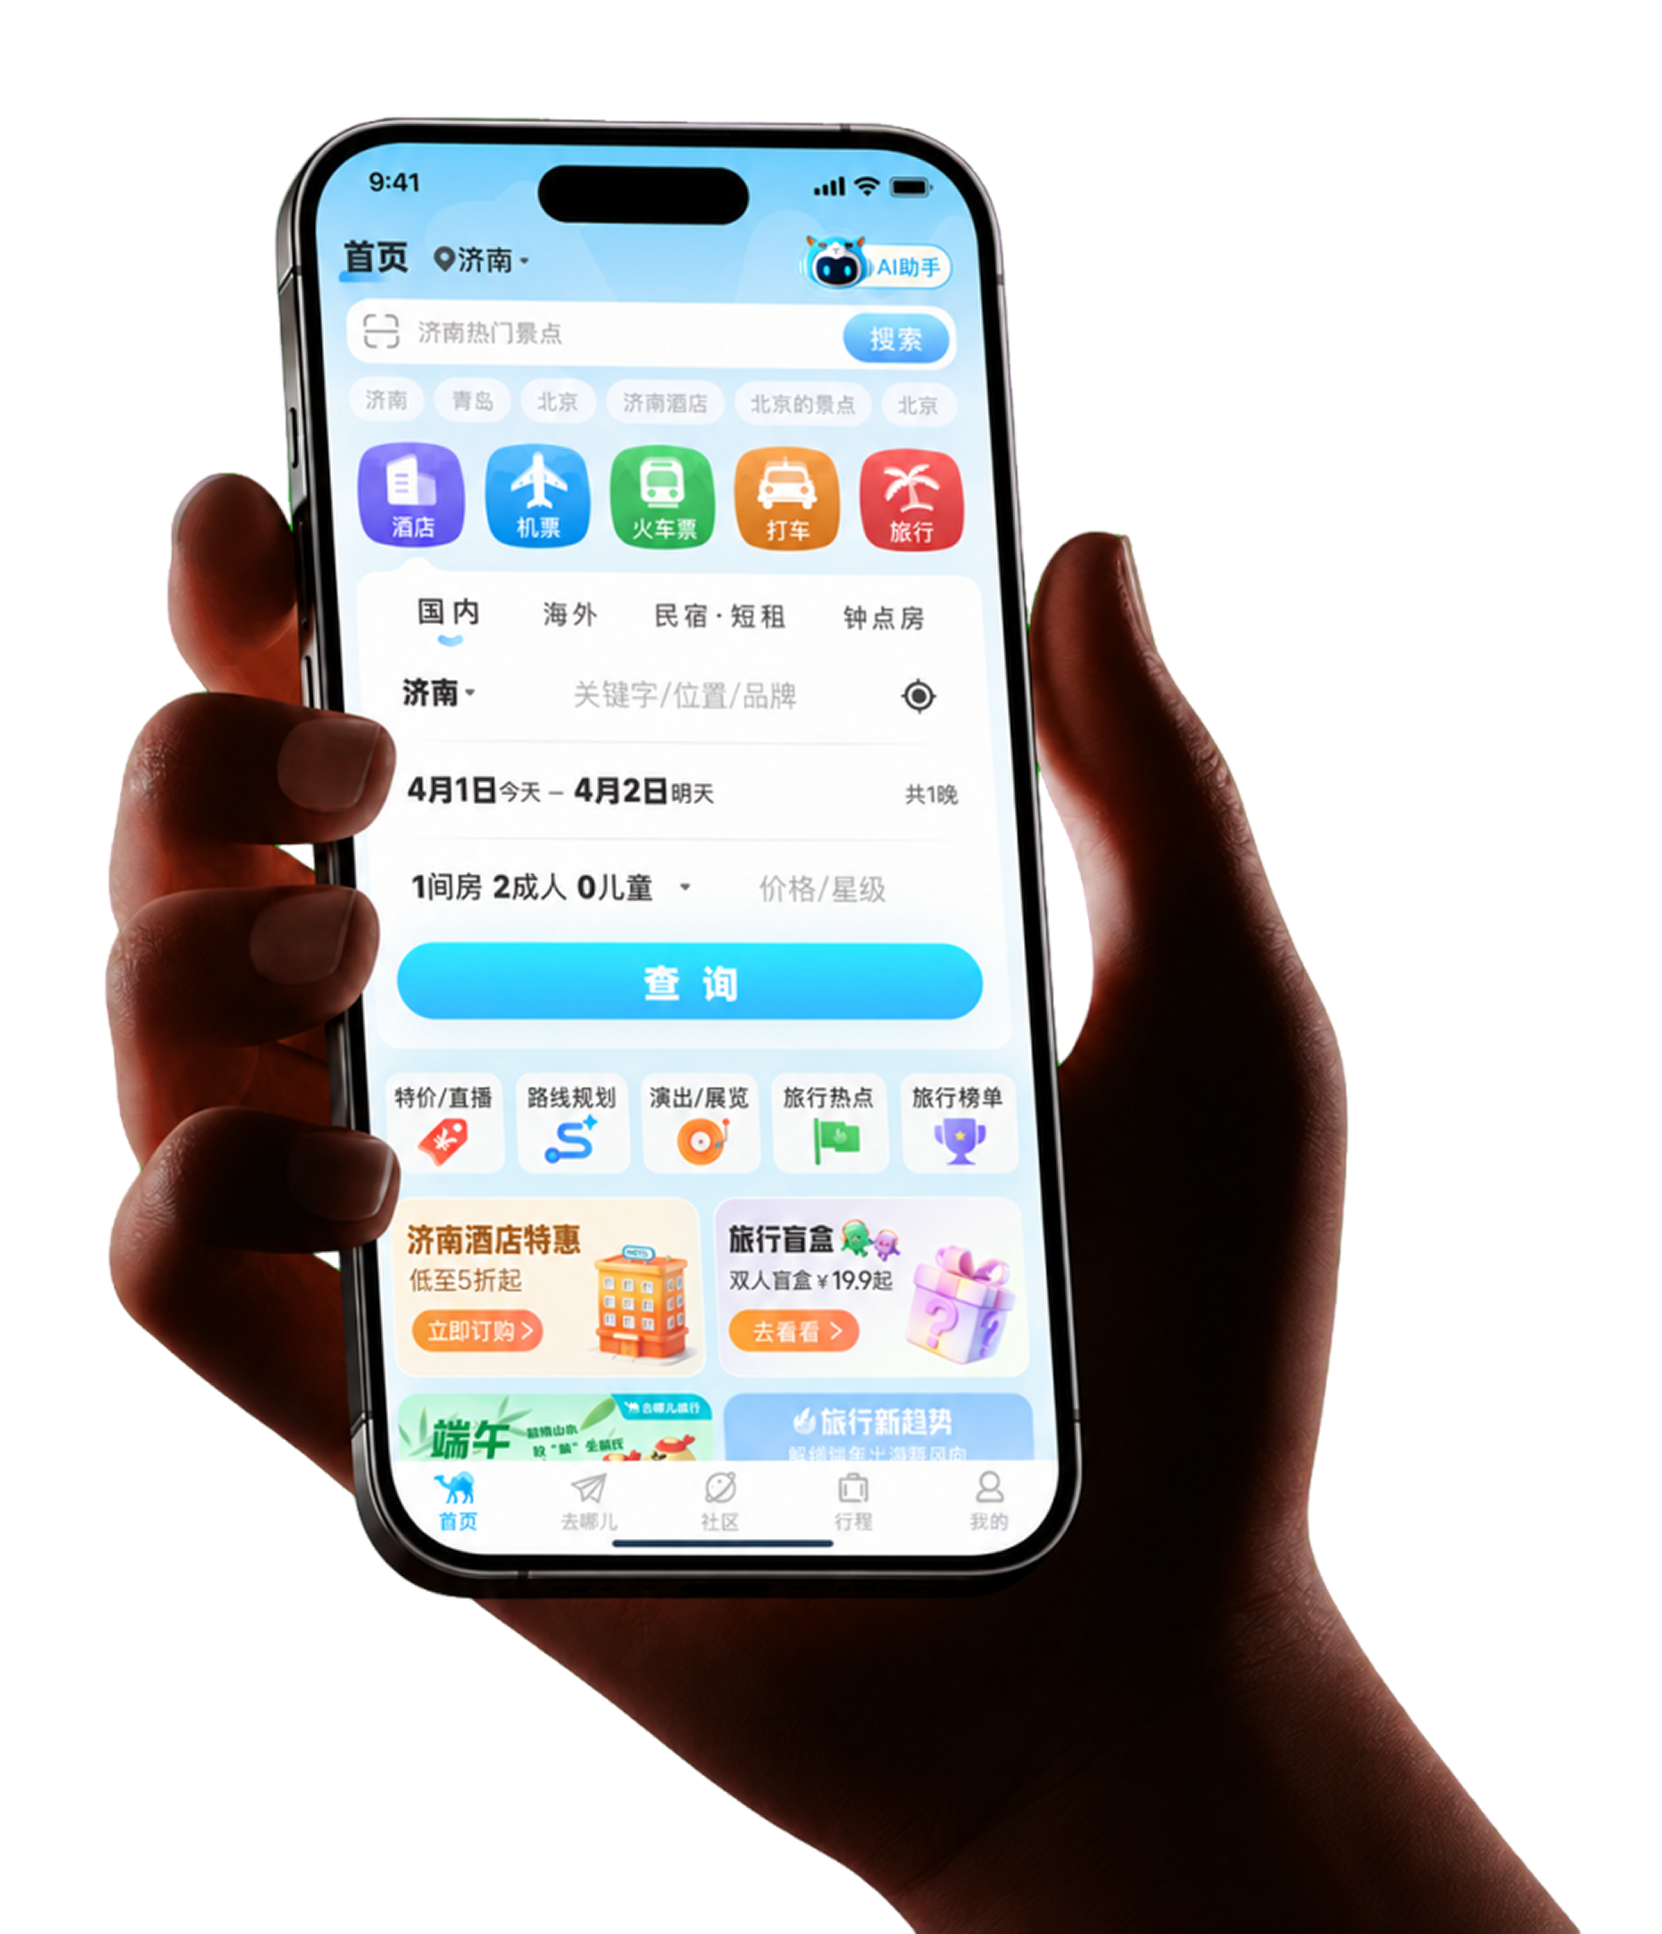 9:41
首页 济南
AI助手
济南热门景点 搜索
济南 青岛 北京 济南酒店 北京的景点 北京
酒店 机票 火车票 打车 旅行
国内 海外 民宿·短租 钟点房
济南 关键字/位置/品牌
4月1日今天 – 4月2日明天 共1晚
1间房 2成人 0儿童 价格/星级
查询
特价/直播 路线规划 演出/展览 旅行热点 旅行榜单
济南酒店特惠
低至5折起
立即订购>
旅行盲盒
双人盲盒¥19.9起
去看看>
去哪儿旅行
端午
旅行新趋势
首页 去哪儿 社区 行程 我的